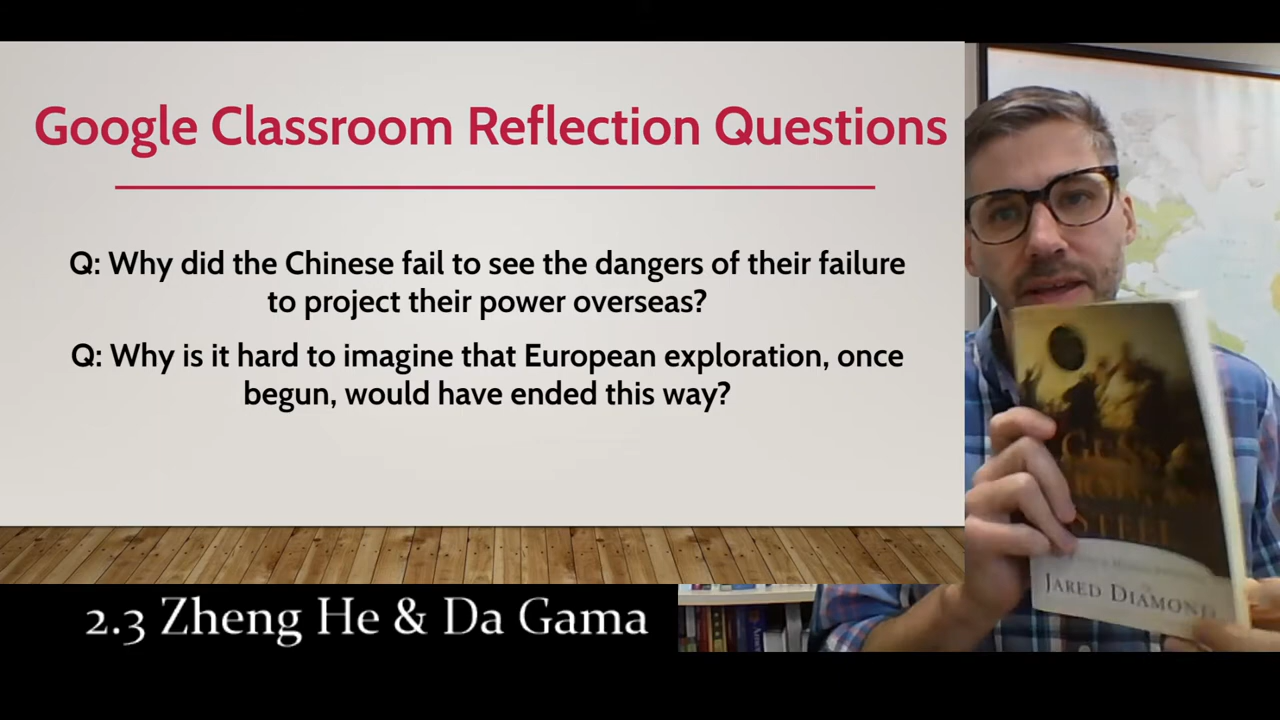 Google Classroom Reflection Questions
Q: Why did the Chinese fail to see the dangers of their failure
to project their power overseas?
Q: Why is it hard to imagine that European exploration, once
begun, would have ended this way?
2.3 Zheng He & Da Gama
STEEL
JARED DIAMOND